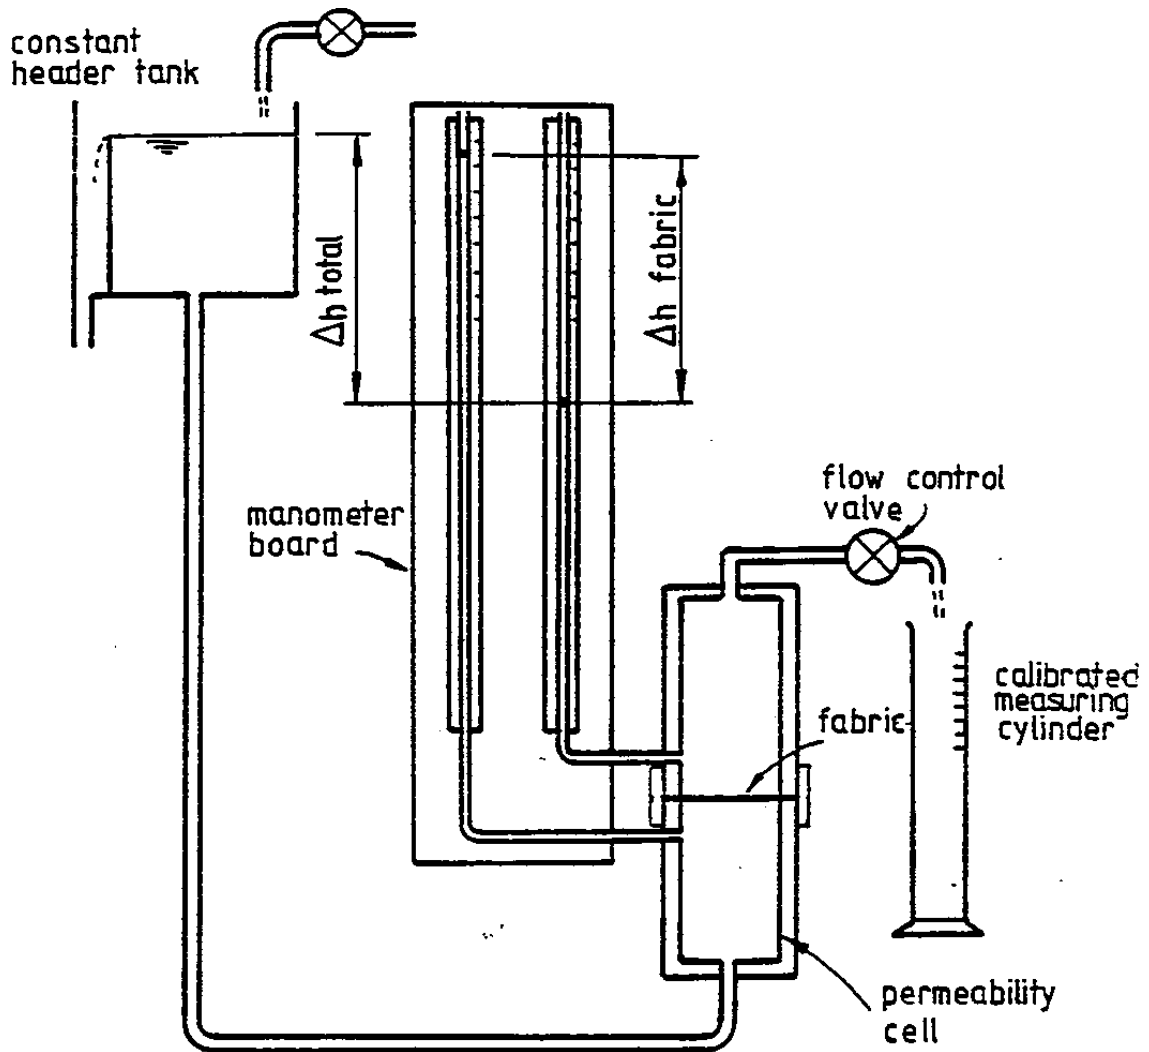 constant
header tank
Δh total
Δh fabric
manometer
board
flow control
valve
fabric
calibrated
measuring
cylinder
permeability
cell